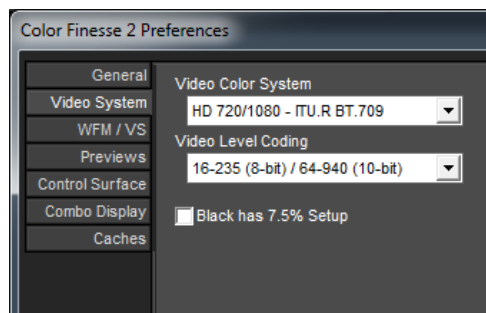 Color Finesse 2 Preferences
General
Video System
WFM / VS
Previews
Control Surface
Combo Display
Caches
Video Color System
HD 720/1080 - ITU.R BT.709
Video Level Coding
16-235 (8-bit) / 64-940 (10-bit)
Black has 7.5% Setup